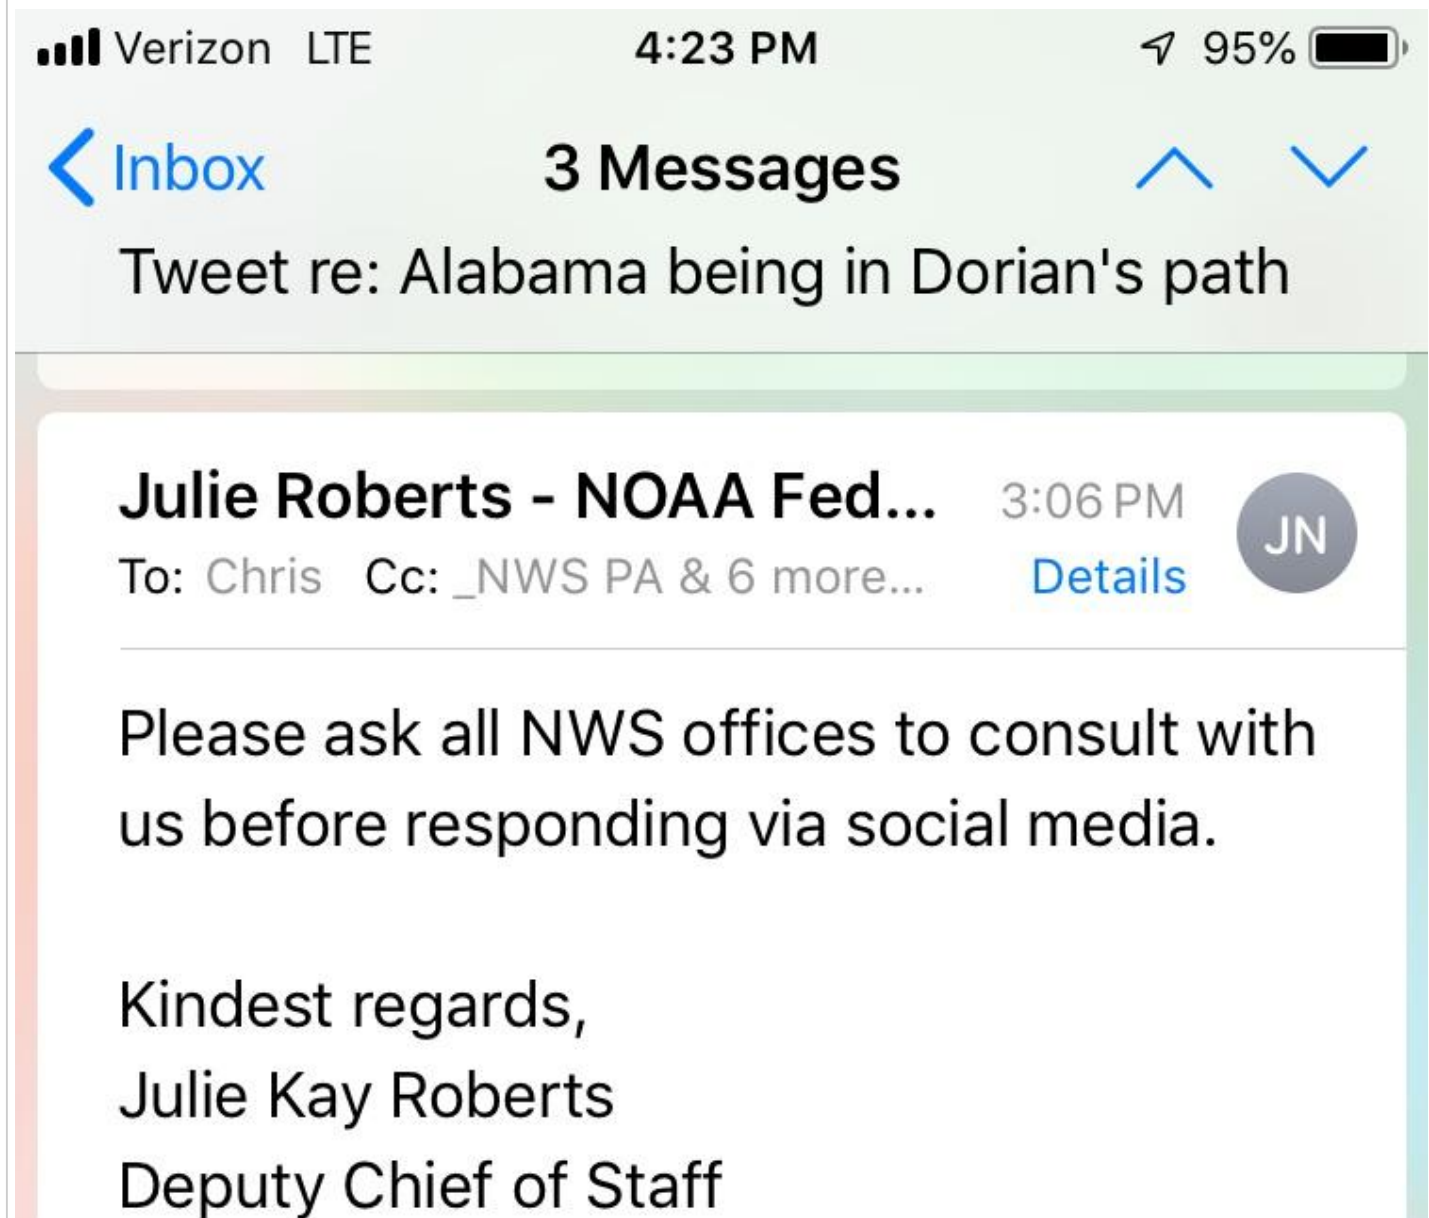 Verizon LTE 4:23 PM 95%
Inbox 3 Messages
Tweet re: Alabama being in Dorian's path
Julie Roberts - NOAA Fed... 3:06 PM JN
To: Chris Cc: _NWS PA & 6 more... Details
Please ask all NWS offices to consult with
us before responding via social media.
Kindest regards,
Julie Kay Roberts
Deputy Chief of Staff